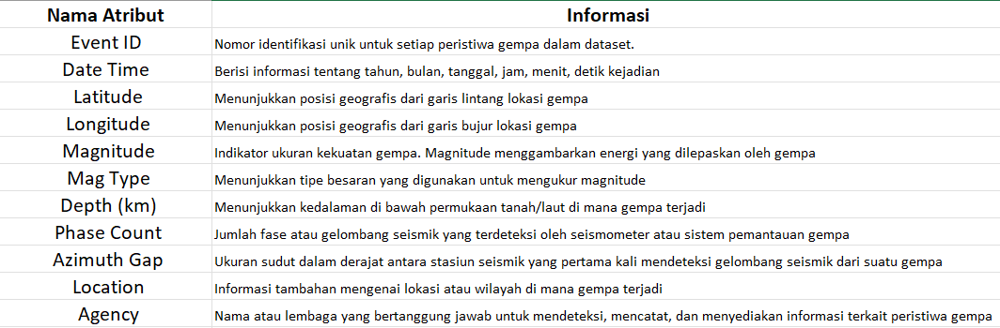 Nama Atribut Informasi
Event ID Nomor identifikasi unik untuk setiap peristiwa gempa dalam dataset.
Date Time Berisi informasi tentang tahun, bulan, tanggal, jam, menit, detik kejadian
Latitude Menunjukkan posisi geografis dari garis lintang lokasi gempa
Longitude Menunjukkan posisi geografis dari garis bujur lokasi gempa
Magnitude Indikator ukuran kekuatan gempa. Magnitude menggambarkan energi yang dilepaskan oleh gempa
Mag Type Menunjukkan tipe besaran yang digunakan untuk mengukur magnitude
Depth (km) Menunjukkan kedalaman di bawah permukaan tanah/laut di mana gempa terjadi
Phase Count Jumlah fase atau gelombang seismik yang terdeteksi oleh seismometer atau sistem pemantauan gempa
Azimuth Gap Ukuran sudut dalam derajat antara stasiun seismik yang pertama kali mendeteksi gelombang seismik dari suatu gempa
Location Informasi tambahan mengenai lokasi atau wilayah di mana gempa terjadi
Agency Nama atau lembaga yang bertanggung jawab untuk mendeteksi, mencatat, dan menyediakan informasi terkait peristiwa gempa